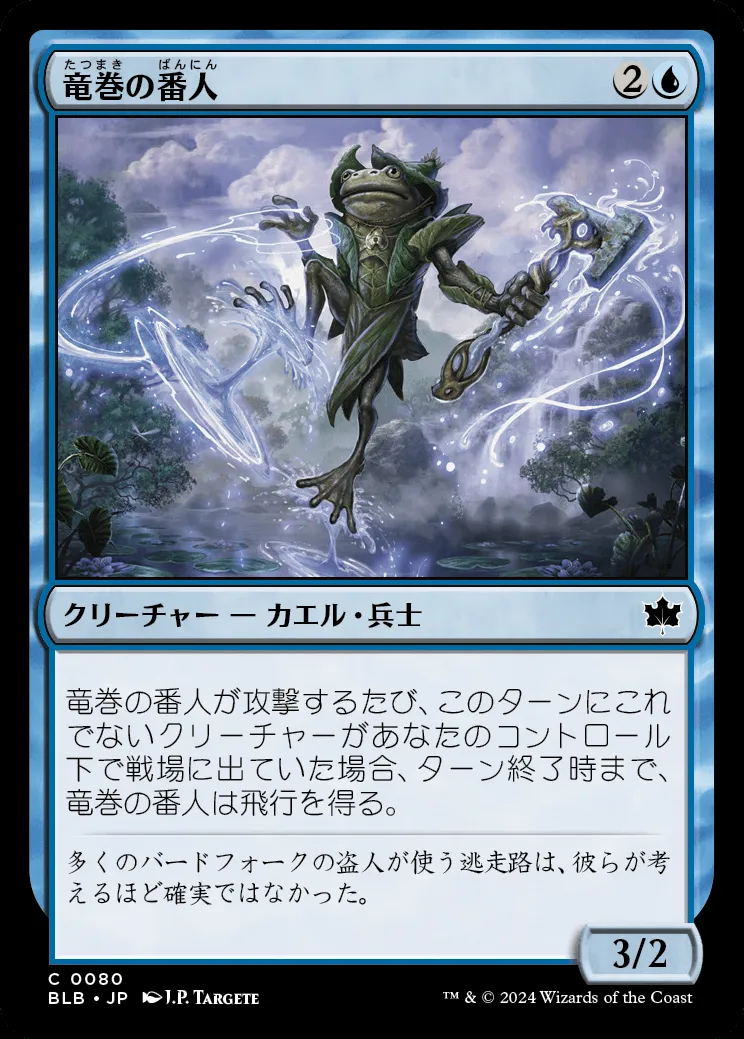 たつまき ばんにん
竜巻の番人
2
クリーチャー — カエル・兵士
竜巻の番人が攻撃するたび、このターンにこれ
でないクリーチャーがあなたのコントロール
下で戦場に出ていた場合、ターン終了時まで、
竜巻の番人は飛行を得る。
多くのバードフォークの盗人が使う逃走路は、彼らが考
えるほど確実ではなかった。
3/2
C 0080
BLB • JP J.P. Targete
™ & © 2024 Wizards of the Coast